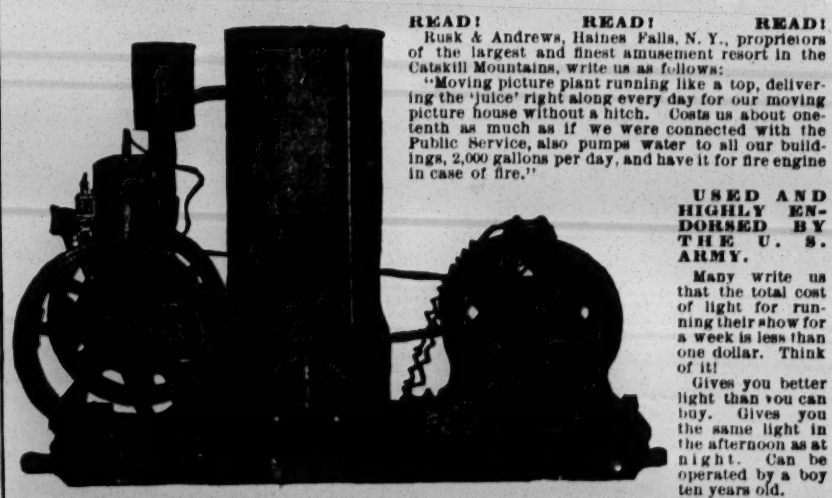 READ! READ! READ!
Rusk & Andrews, Haines Falls, N. Y., proprietors
of the largest and finest amusement resort in the
Catskill Mountains, write us as follows:
"Moving picture plant running like a top, deliver-
ing the 'juice' right along every day for our moving
picture house without a hitch. Costs us about one-
tenth as much as if we were connected with the
Public Service, also pumps water to all our build-
ings, 2,000 gallons per day, and have it for fire engine
in case of fire."
USED AND
HIGHLY EN-
DORSED BY
THE U. S.
ARMY.
Many write us
that the total cost
of light for run-
ning their show for
a week is less than
one dollar. Think
of it!
Gives you better
light than you can
buy. Gives you
the same light in
the afternoon as at
night. Can be
operated by a boy
ten years old.